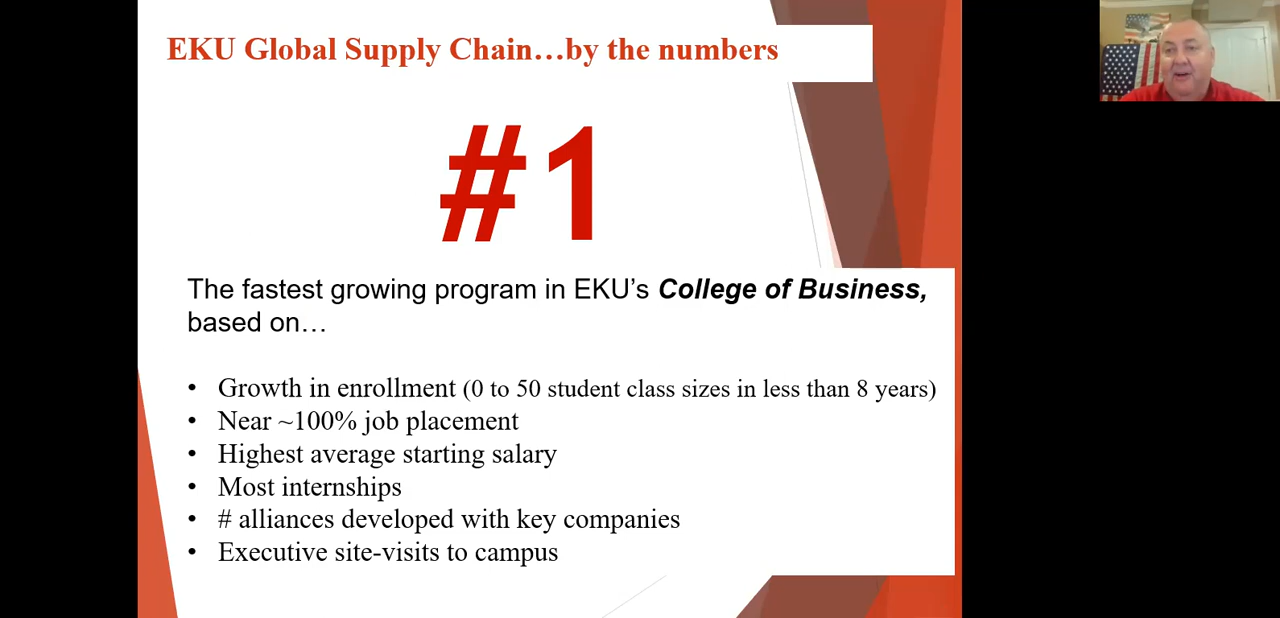 EKU Global Supply Chain…by the numbers
#1
The fastest growing program in EKU’s College of Business,
based on…
• Growth in enrollment (0 to 50 student class sizes in less than 8 years)
• Near ~100% job placement
• Highest average starting salary
• Most internships
• # alliances developed with key companies
• Executive site-visits to campus